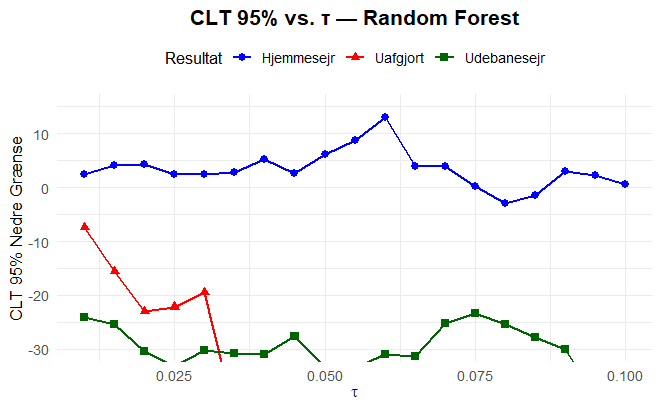 CLT 95% vs. τ — Random Forest
Resultat Hjemmesejr Uafgjort Udebanesejr
CLT 95% Nedre Grænse
10
0
-10
-20
-30
0.025 0.050 0.075 0.100
τ